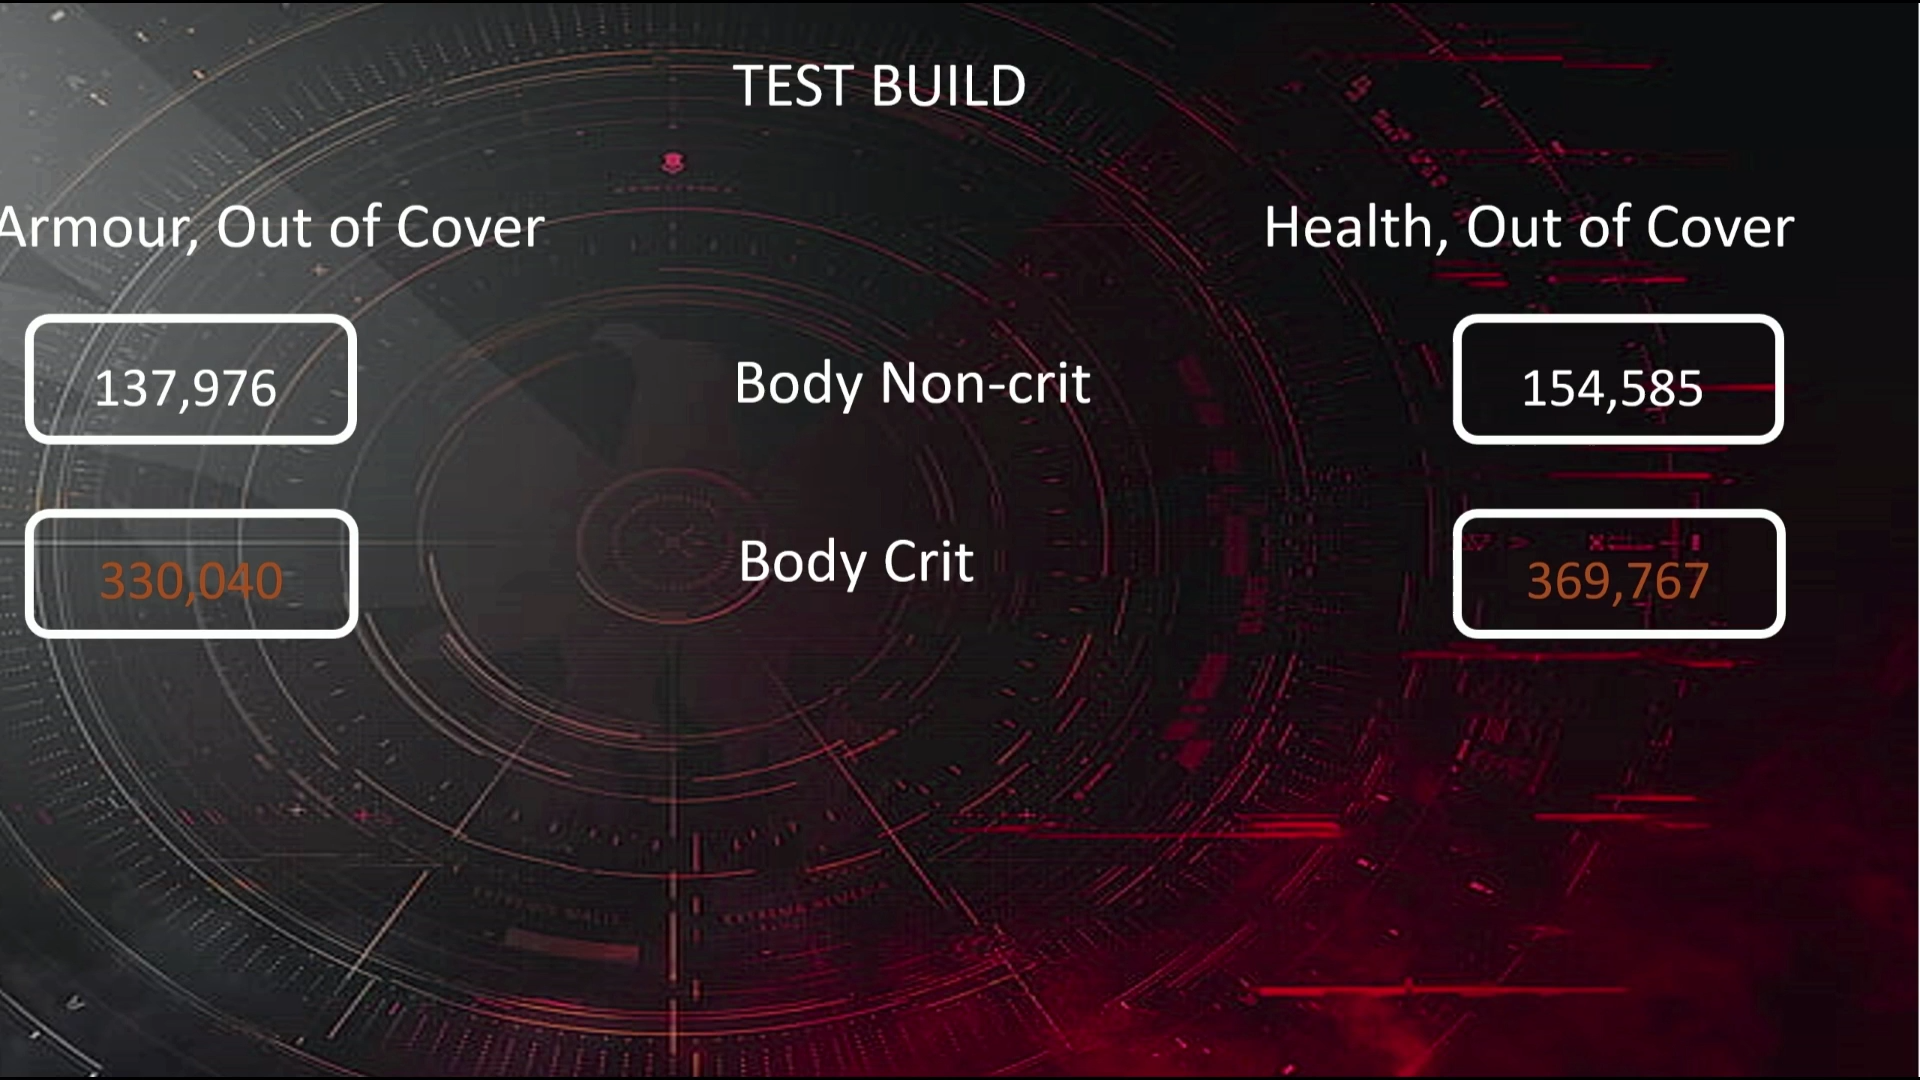 TEST BUILD
Armour, Out of Cover
Health, Out of Cover
137,976
Body Non-crit
154,585
330,040
Body Crit
369,767